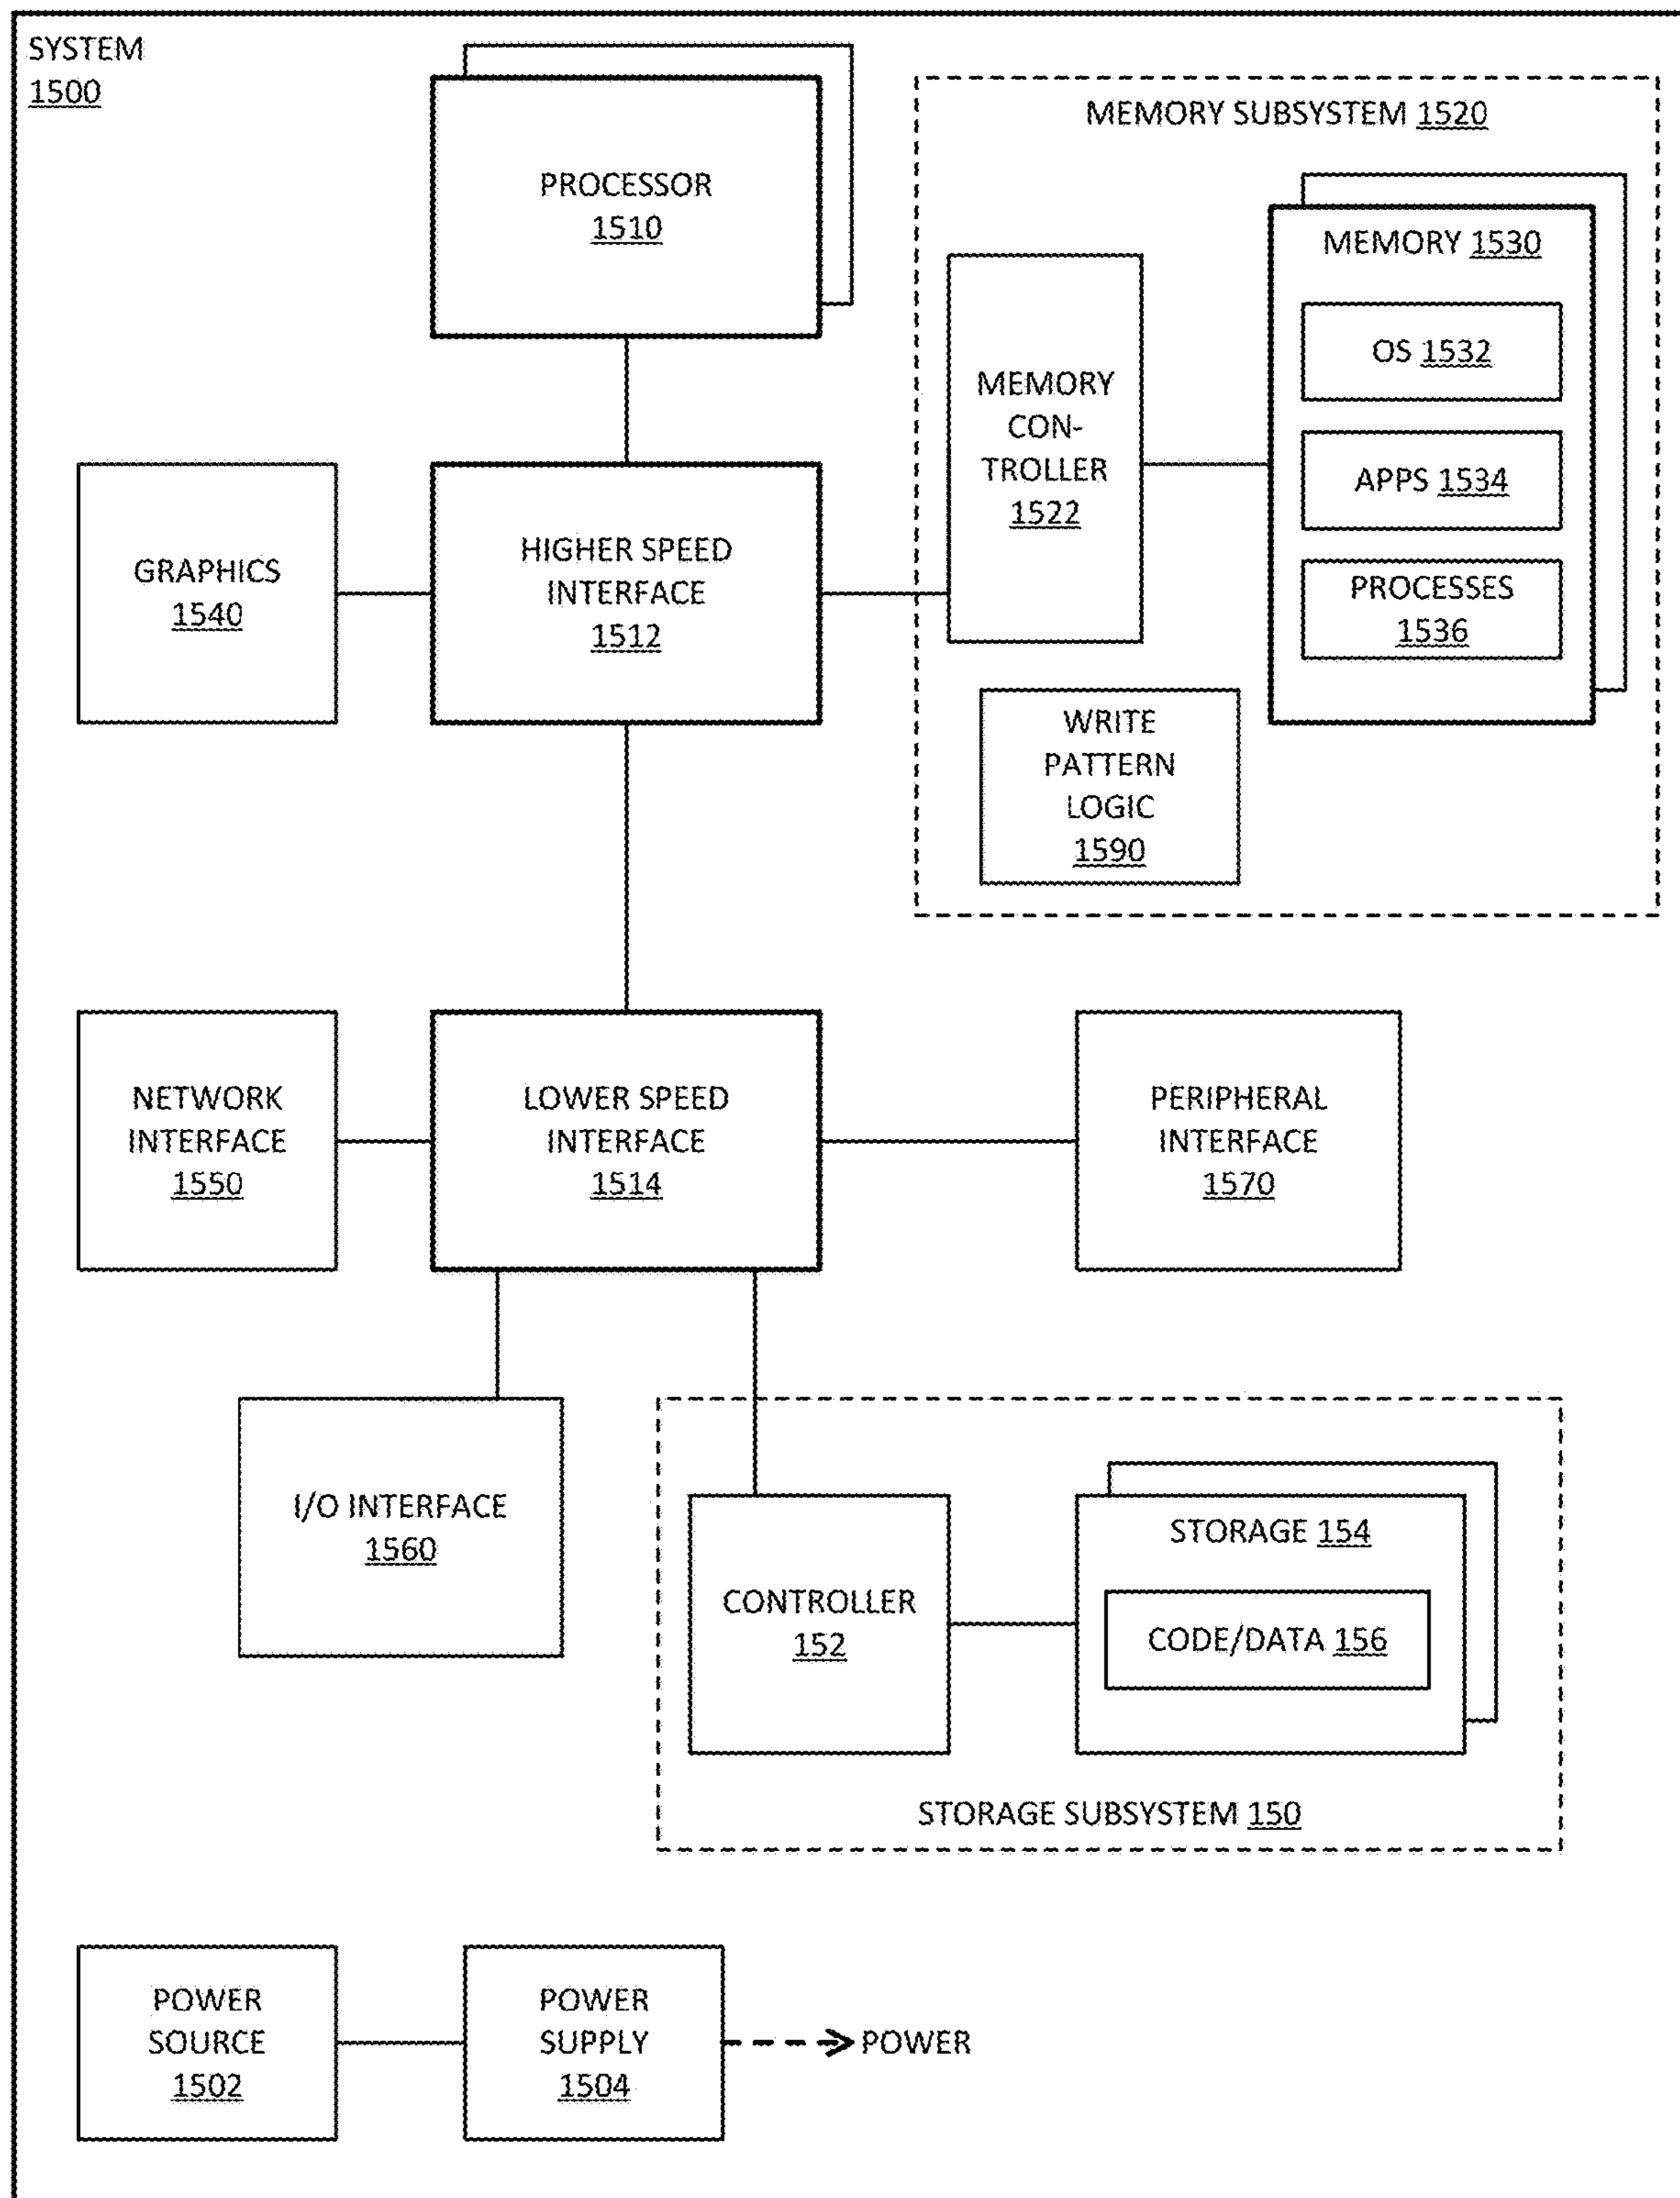 SYSTEM
1500
PROCESSOR
1510
MEMORY SUBSYSTEM 1520
MEMORY 1530
OS 1532
APPS 1534
PROCESSES
1536
MEMORY
CON-
TROLLER
1522
WRITE
PATTERN
LOGIC
1590
GRAPHICS
1540
HIGHER SPEED
INTERFACE
1512
NETWORK
INTERFACE
1550
LOWER SPEED
INTERFACE
1514
PERIPHERAL
INTERFACE
1570
I/O INTERFACE
1560
CONTROLLER
152
STORAGE 154
CODE/DATA 156
STORAGE SUBSYSTEM 150
POWER
SOURCE
1502
POWER
SUPPLY
1504
POWER